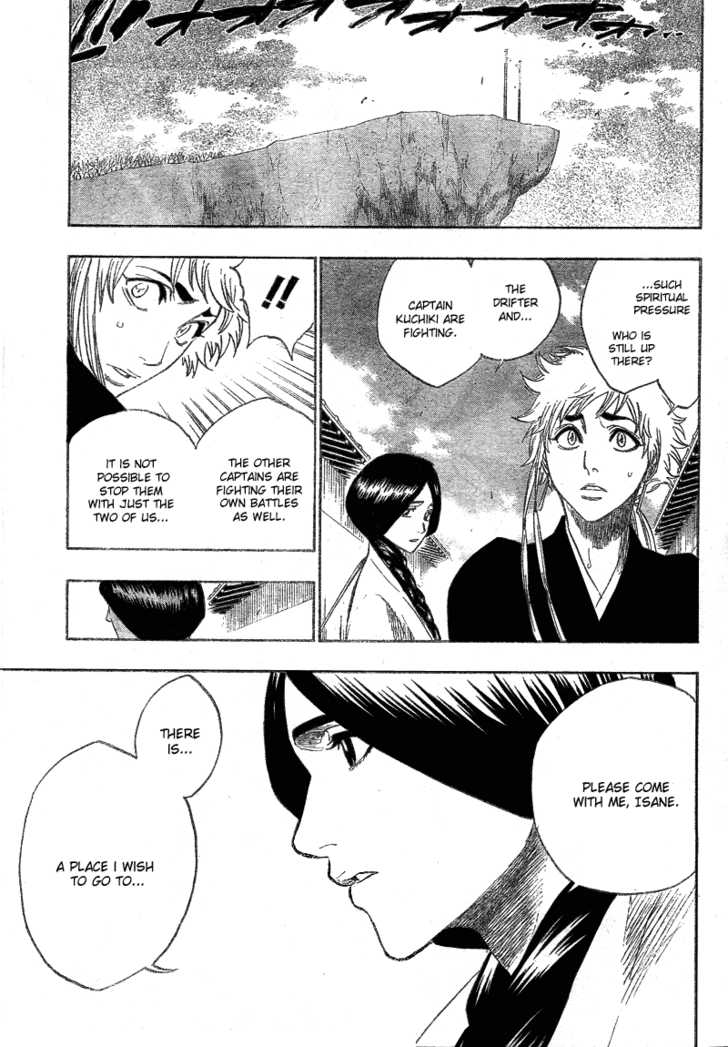 ...SUCH
SPIRITUAL
PRESSURE
WHO IS
STILL UP
THERE?
THE
DRIFTER
AND...
CAPTAIN
KUCHIKI ARE
FIGHTING.
!!
THE OTHER
CAPTAINS ARE
FIGHTING THEIR
OWN BATTLES
AS WELL.
IT IS NOT
POSSIBLE TO
STOP THEM
WITH JUST THE
TWO OF US...
PLEASE COME
WITH ME, ISANE.
THERE
IS...
A PLACE I WISH
TO GO TO...